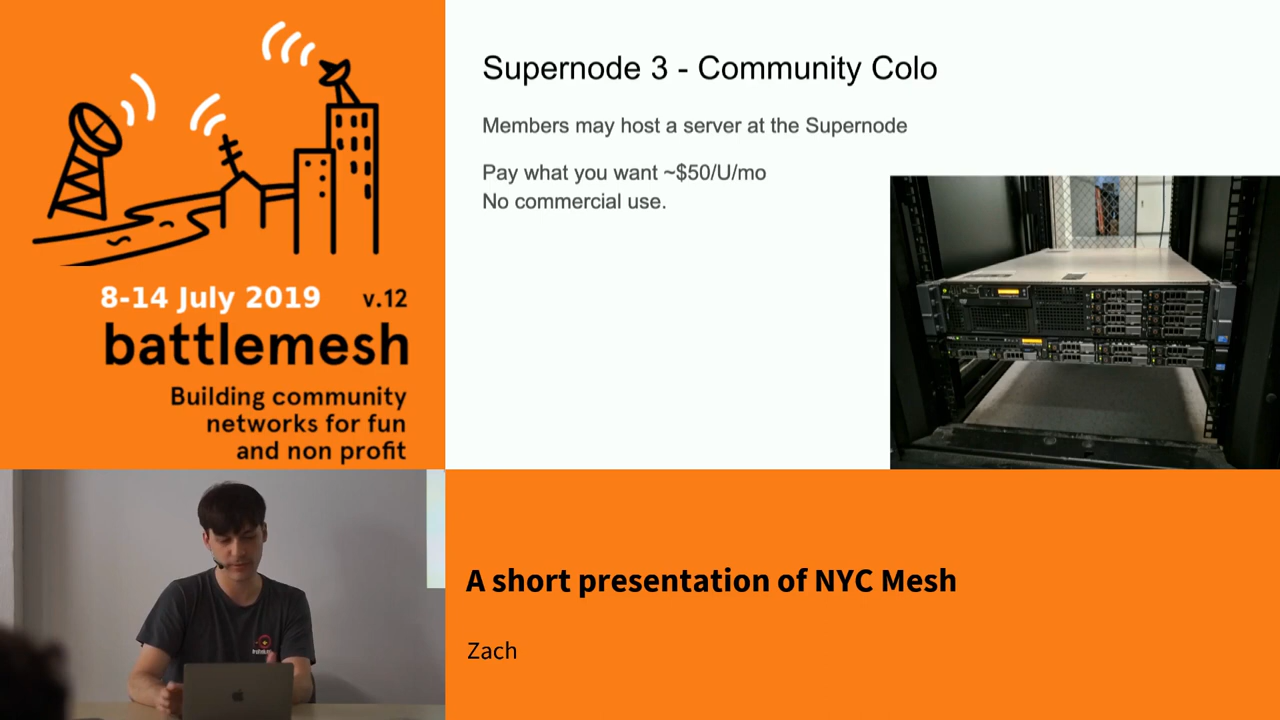 8-14 July 2019 v.12
battlemesh
Building community
networks for fun
and non profit
Supernode 3 - Community Colo
Members may host a server at the Supernode
Pay what you want ~$50/U/mo
No commercial use.
A short presentation of NYC Mesh
Zach